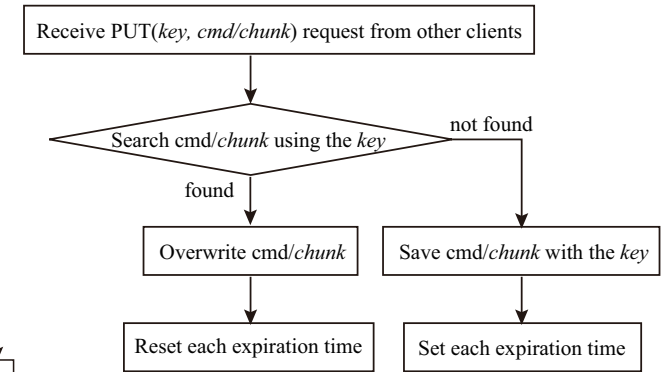 Receive PUT(key, cmd/chunk) request from other clients
Search cmd/chunk using the key
not found
found
Overwrite cmd/chunk
Save cmd/chunk with the key
Reset each expiration time
Set each expiration time